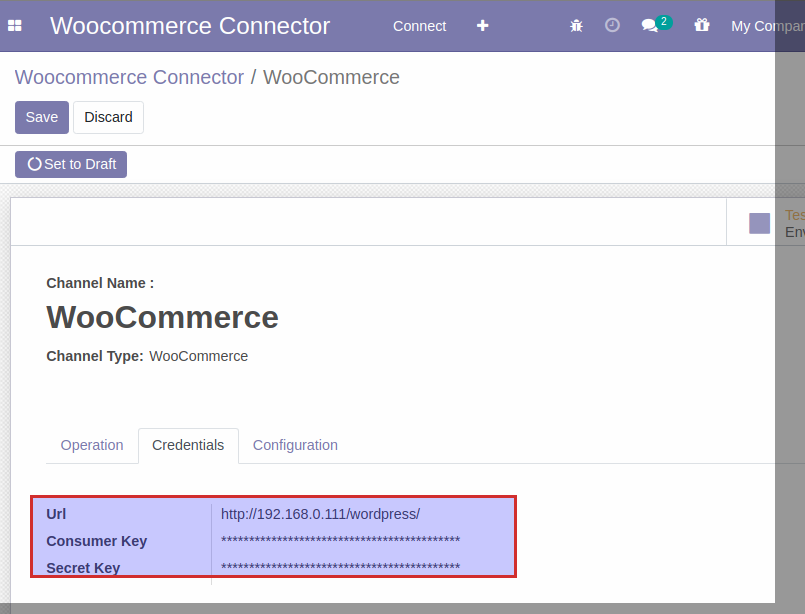 Woocommerce Connector Connect 2 My Compan
Woocommerce Connector / WooCommerce
Save Discard
Set to Draft
Tes
Env
Channel Name :
WooCommerce
Channel Type: WooCommerce
Operation Credentials Configuration
Url http://192.168.0.111/wordpress/
Consumer Key *******************************************
Secret Key *******************************************